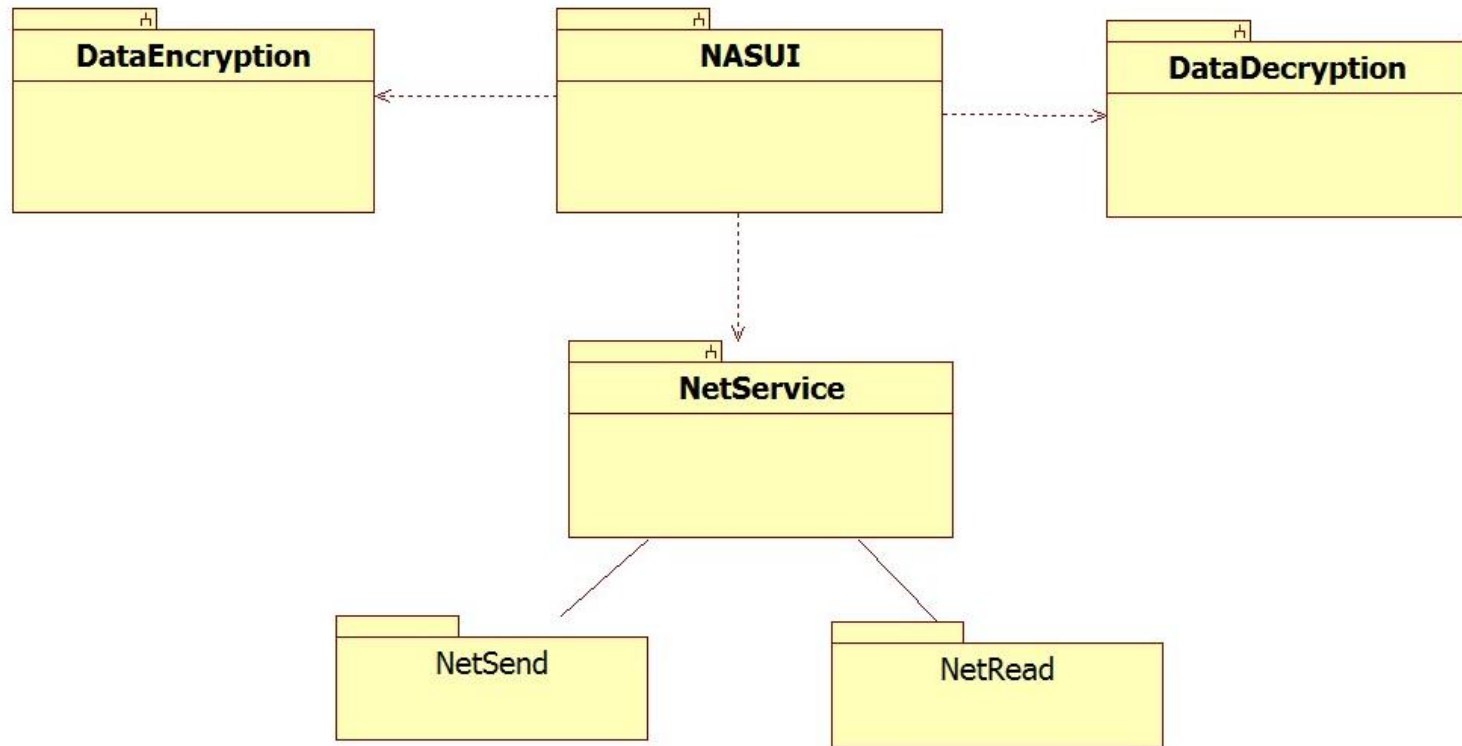 DataEncryption
NASUI
DataDecryption
NetService
NetSend
NetRead